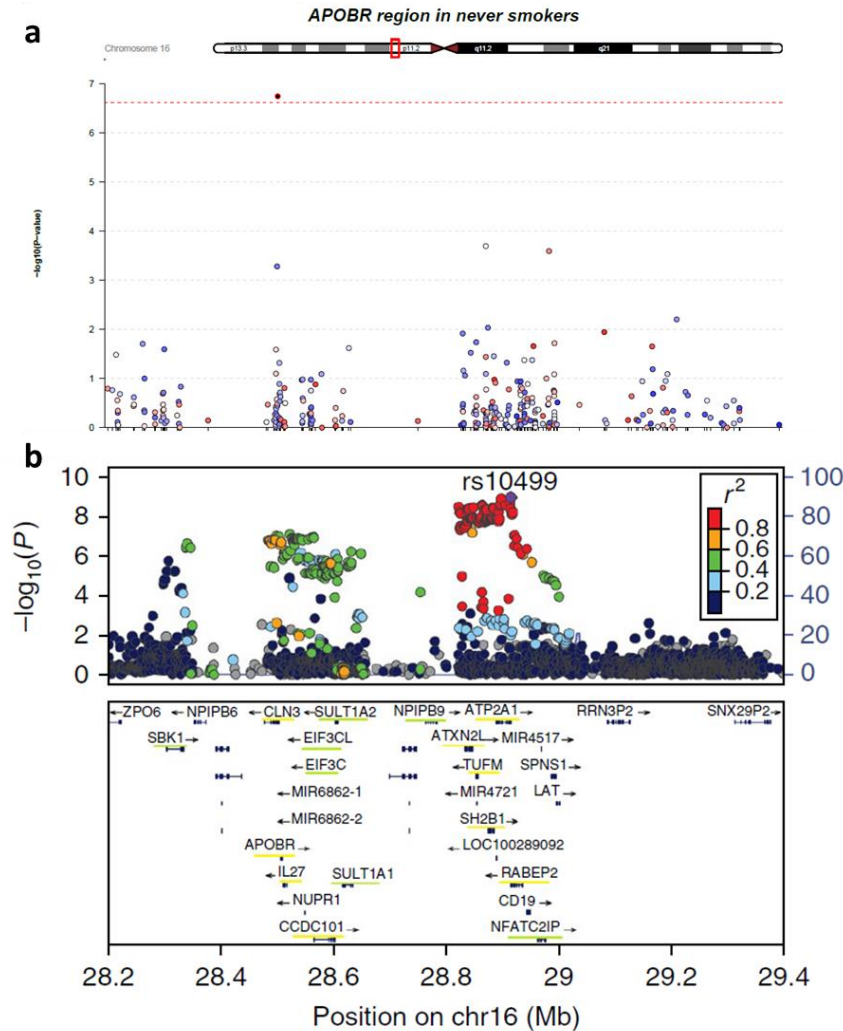 APOBR region in never smokers
a
Chromosome 16
p13.3 p11.2 q11.2 q21
7
6
5
4
3
2
1
0
−log10(P−value)
b
10
8
6
4
2
0
−log10(P)
rs10499
r2
0.8
0.6
0.4
0.2
100
80
60
40
20
0
←ZPO6 ←NPIPB6 ←CLN3 ←SULT1A2 NPIPB9→ ATP2A1→ RRN3P2→ SNX29P2→
SBK1→ ←EIF3CL ATXN2L→ MIR4517→
←EIF3C ←TUFM SPNS1→
←MIR6862-1 ←MIR4721 LAT→
←MIR6862-2 SH2B1→
APOBR→ ←LOC100289092
←IL27 ←SULT1A1 ←RABEP2
←NUPR1 CD19→
CCDC101→ NFATC2IP→
28.2 28.4 28.6 28.8 29 29.2 29.4
Position on chr16 (Mb)